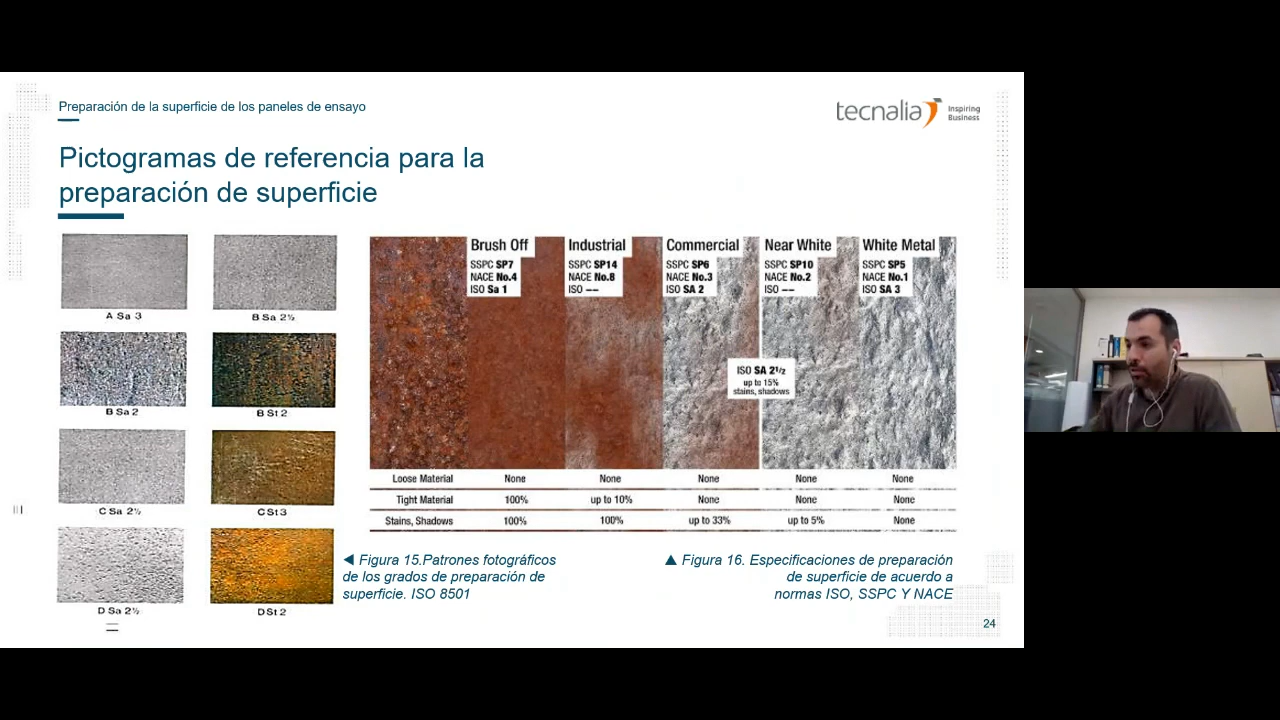 Preparación de la superficie de los paneles de ensayo
tecnalia
Inspiring
Business
Pictogramas de referencia para la
preparación de superficie
A Sa 3
B Sa 2½
B Sa 2
B St 2
C Sa 2½
C St 3
D Sa 2½
D St 2
Brush Off
SSPC SP7
NACE No.4
ISO Sa 1
Industrial
SSPC SP14
NACE No.8
ISO --
Commercial
SSPC SP6
NACE No.3
ISO SA 2
Near White
SSPC SP10
NACE No.2
ISO --
White Metal
SSPC SP5
NACE No.1
ISO SA 3
ISO SA 2½
up to 15%
stains, shadows
Loose Material None None None None None
Tight Material 100% up to 10% None None None
Stains, Shadows 100% 100% up to 33% up to 5% None
◀ Figura 15.Patrones fotográficos
de los grados de preparación de
superficie. ISO 8501
▲ Figura 16. Especificaciones de preparación
de superficie de acuerdo a
normas ISO, SSPC Y NACE
24